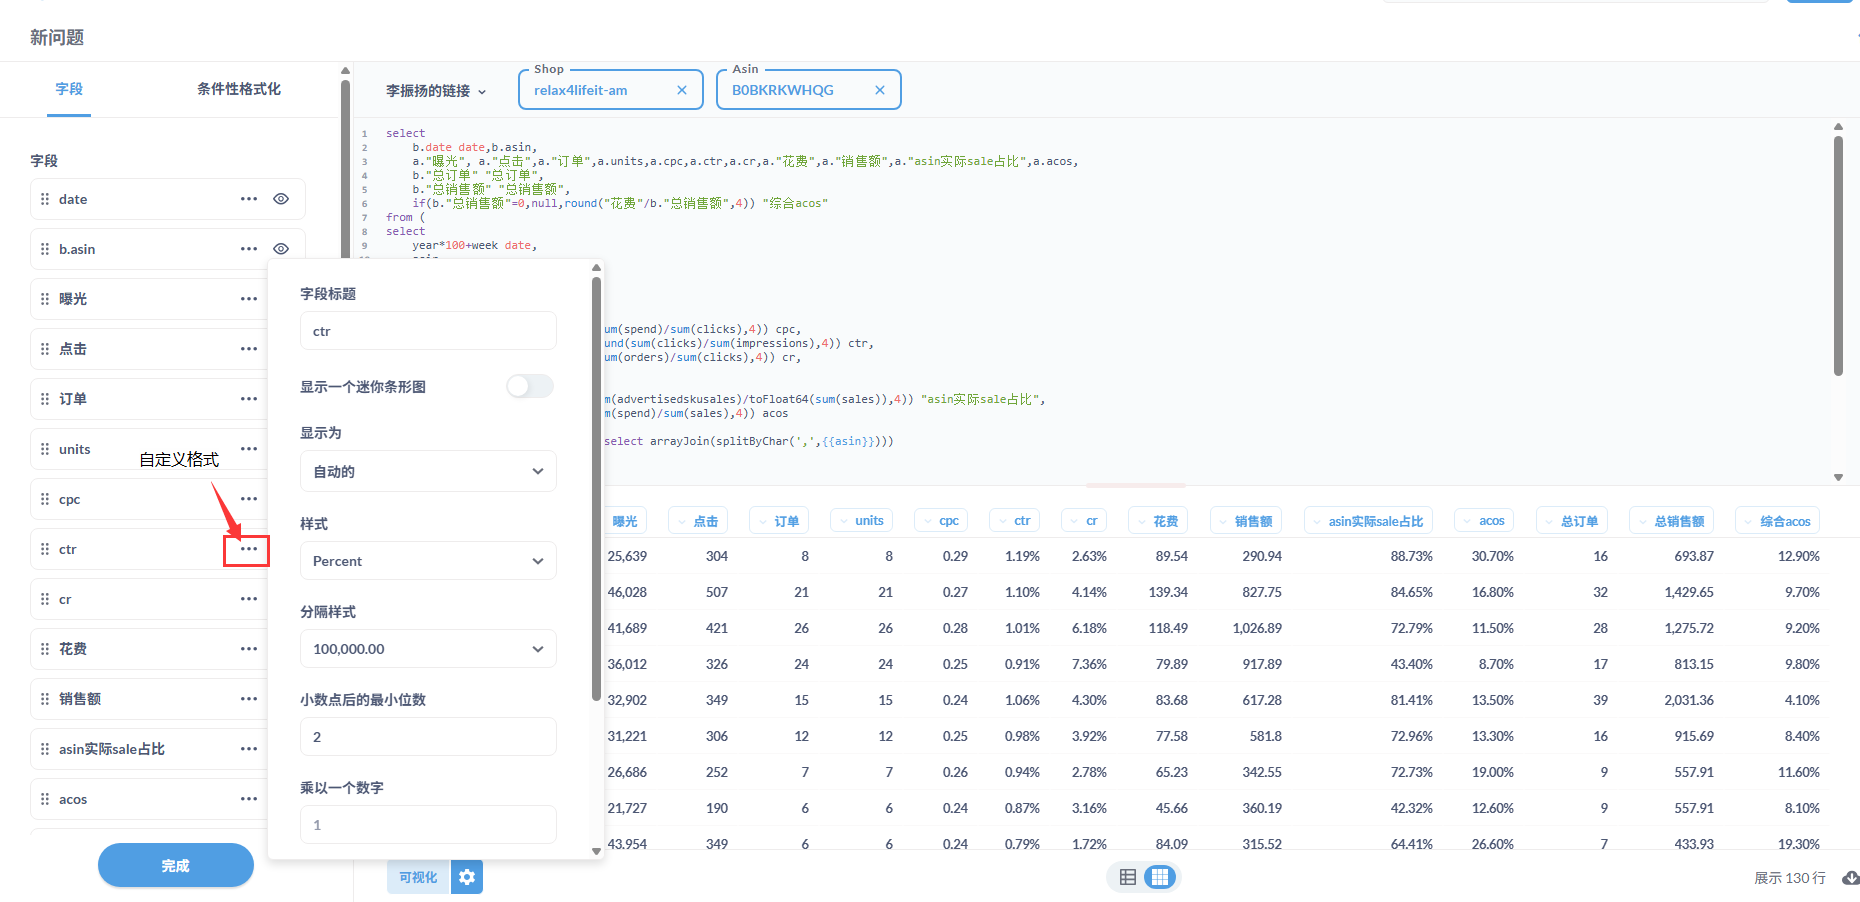 新问题
字段
条件性格式化
字段
date
b.asin
曝光
点击
订单
units
自定义格式
cpc
ctr
cr
花费
销售额
asin实际sale占比
acos
完成
李振扬的链接
Shop
relax4lifeit-am
Asin
B0BKRKWHQG
1 select
2 b.date date,b.asin,
3 a."曝光", a."点击",a."订单",a.units,a.cpc,a.ctr,a.cr,a."花费",a."销售额",a."asin实际sale占比",a.acos,
4 b."总订单" "总订单",
5 b."总销售额" "总销售额",
6 if(b."总销售额"=0,null,round("花费"/b."总销售额",4)) "综合acos"
7 from (
8 select
9 year*100+week date,
um(spend)/sum(clicks),4)) cpc,
und(sum(clicks)/sum(impressions),4)) ctr,
um(orders)/sum(clicks),4)) cr,
m(advertisedskusales)/toFloat64(sum(sales)),4)) "asin实际sale占比",
m(spend)/sum(sales),4)) acos
select arrayJoin(splitByChar(',',{{asin}})))
字段标题
ctr
显示一个迷你条形图
显示为
自动的
样式
Percent
分隔样式
100,000.00
小数点后的最小位数
2
乘以一个数字
1
曝光 点击 订单 units cpc ctr cr 花费 销售额 asin实际sale占比 acos 总订单 总销售额 综合acos
25,639 304 8 8 0.29 1.19% 2.63% 89.54 290.94 88.73% 30.70% 16 693.87 12.90%
46,028 507 21 21 0.27 1.10% 4.14% 139.34 827.75 84.65% 16.80% 32 1,429.65 9.70%
41,689 421 26 26 0.28 1.01% 6.18% 118.49 1,026.89 72.79% 11.50% 28 1,275.72 9.20%
36,012 326 24 24 0.25 0.91% 7.36% 79.89 917.89 43.40% 8.70% 17 813.15 9.80%
32,902 349 15 15 0.24 1.06% 4.30% 83.68 617.28 81.41% 13.50% 39 2,031.36 4.10%
31,221 306 12 12 0.25 0.98% 3.92% 77.58 581.8 72.96% 13.30% 16 915.69 8.40%
26,686 252 7 7 0.26 0.94% 2.78% 65.23 342.55 72.73% 19.00% 9 557.91 11.60%
21,727 190 6 6 0.24 0.87% 3.16% 45.66 360.19 42.32% 12.60% 9 557.91 8.10%
43,954 349 6 6 0.24 0.79% 1.72% 84.09 315.52 64.41% 26.60% 7 433.93 19.30%
可视化
展示 130 行